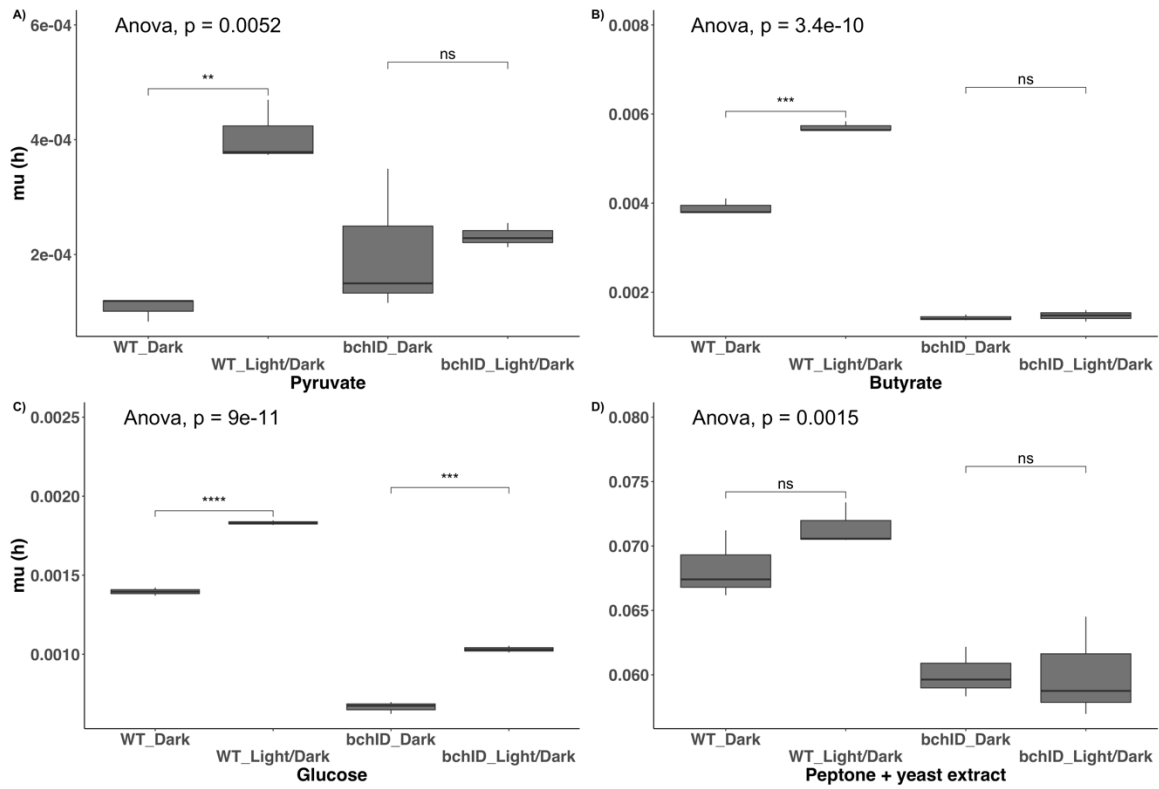 A)
Anova, p = 0.0052
6e-04
4e-04
2e-04
mu (h)
**
ns
WT_Dark
WT_Light/Dark
bchID_Dark
bchID_Light/Dark
Pyruvate
B)
Anova, p = 3.4e-10
0.008
0.006
0.004
0.002
***
ns
WT_Dark
WT_Light/Dark
bchID_Dark
bchID_Light/Dark
Butyrate
C)
Anova, p = 9e-11
0.0025
0.0020
0.0015
0.0010
mu (h)
****
***
WT_Dark
WT_Light/Dark
bchID_Dark
bchID_Light/Dark
Glucose
D)
Anova, p = 0.0015
0.080
0.075
0.070
0.065
0.060
ns
ns
WT_Dark
WT_Light/Dark
bchID_Dark
bchID_Light/Dark
Peptone + yeast extract